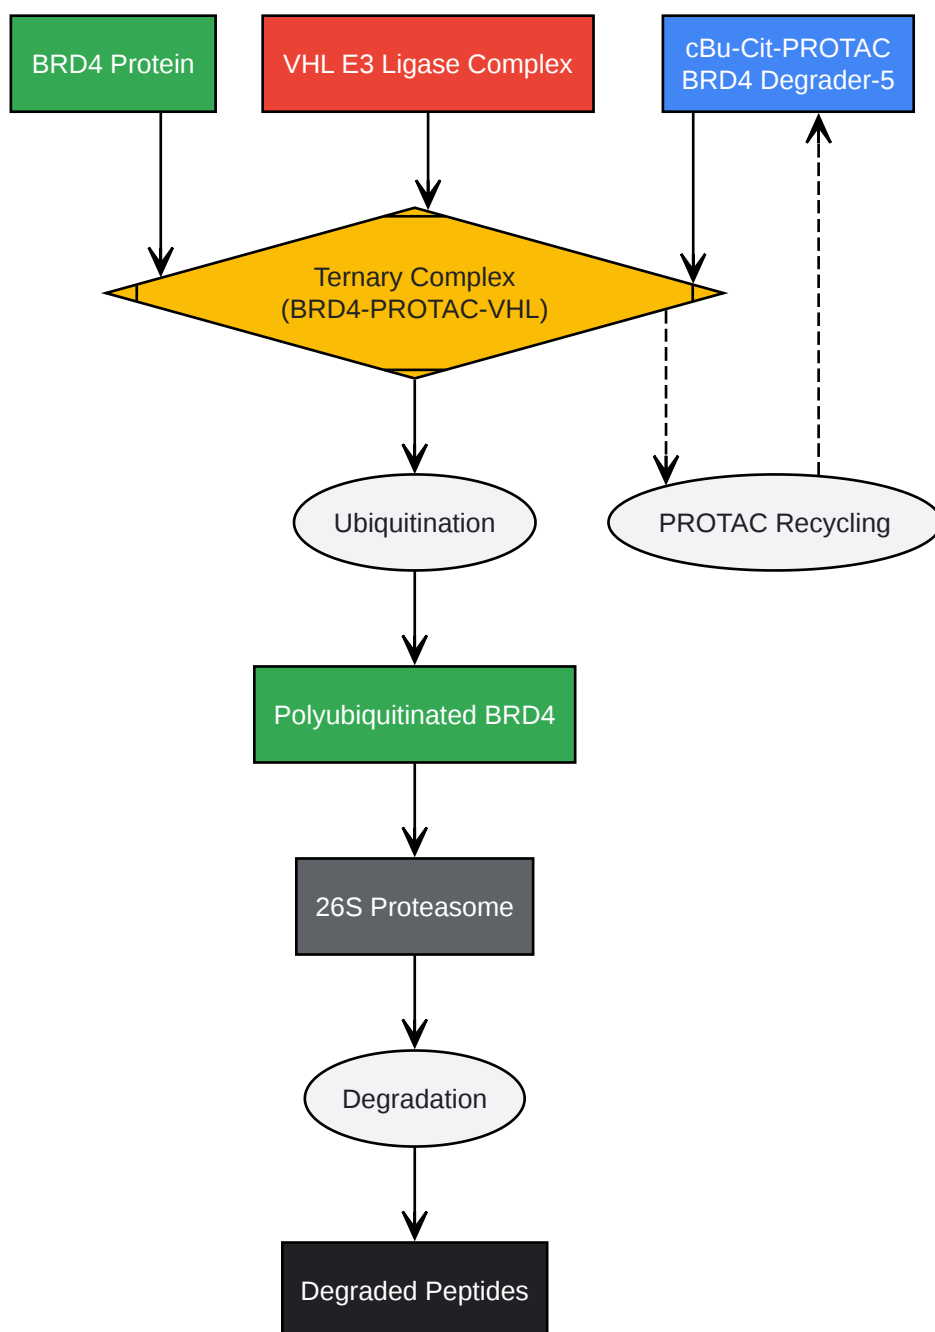 BRD4 Protein
VHL E3 Ligase Complex
cBu-Cit-PROTAC
BRD4 Degrader-5
Ternary Complex
(BRD4-PROTAC-VHL)
Ubiquitination
PROTAC Recycling
Polyubiquitinated BRD4
26S Proteasome
Degradation
Degraded Peptides